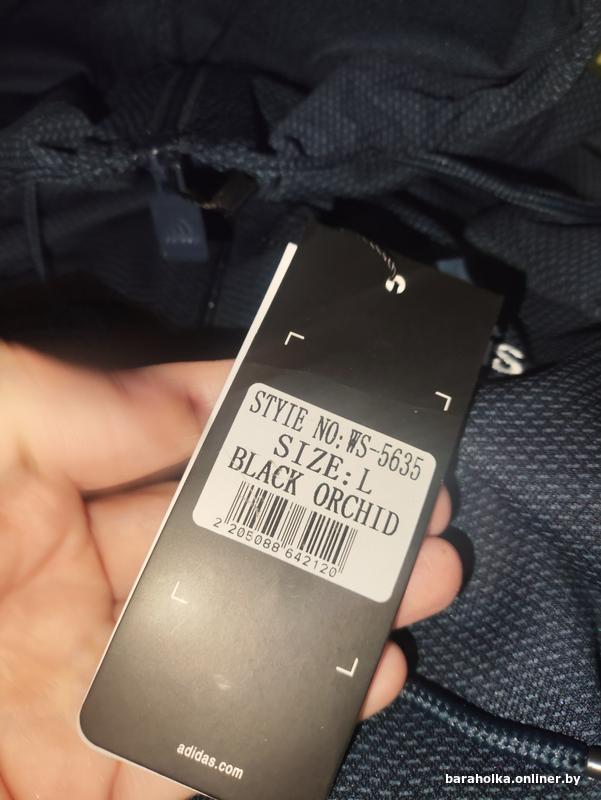 S
STYIE NO:WS-5635
SIZE:L
BLACK ORCHID
2 205088 642120
adidas.com
baraholka.onliner.by